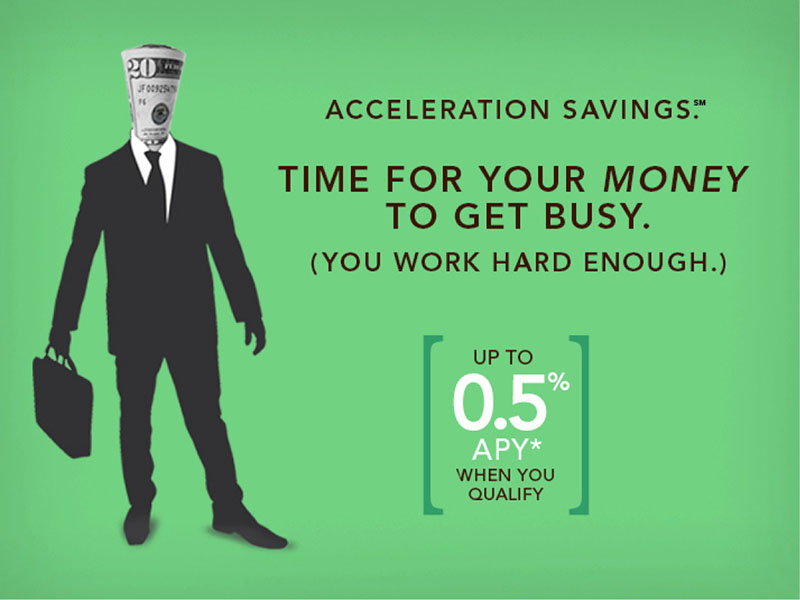 20
ACCELERATION SAVINGS.℠
TIME FOR YOUR MONEY
TO GET BUSY.
(YOU WORK HARD ENOUGH.)
UP TO
0.5%
APY*
WHEN YOU
QUALIFY